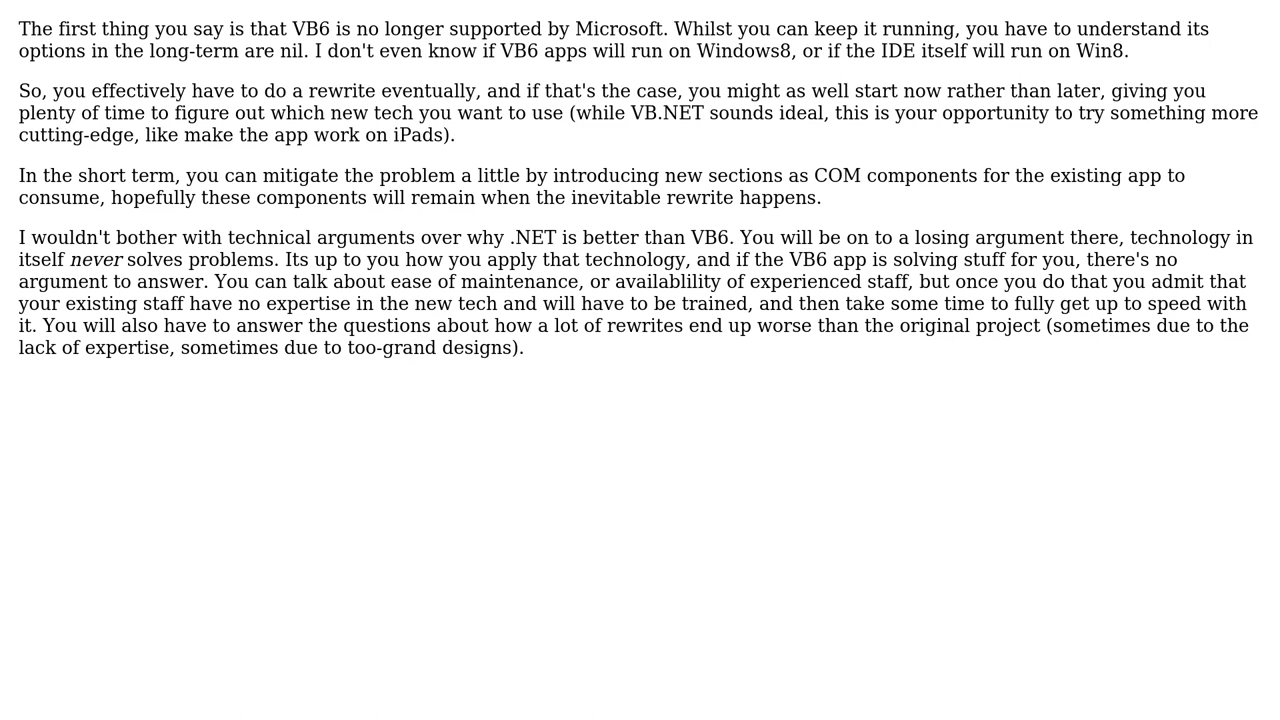 The first thing you say is that VB6 is no longer supported by Microsoft. Whilst you can keep it running, you have to understand its
options in the long-term are nil. I don't even know if VB6 apps will run on Windows8, or if the IDE itself will run on Win8.
So, you effectively have to do a rewrite eventually, and if that's the case, you might as well start now rather than later, giving you
plenty of time to figure out which new tech you want to use (while VB.NET sounds ideal, this is your opportunity to try something more
cutting-edge, like make the app work on iPads).
In the short term, you can mitigate the problem a little by introducing new sections as COM components for the existing app to
consume, hopefully these components will remain when the inevitable rewrite happens.
I wouldn't bother with technical arguments over why .NET is better than VB6. You will be on to a losing argument there, technology in
itself never solves problems. Its up to you how you apply that technology, and if the VB6 app is solving stuff for you, there's no
argument to answer. You can talk about ease of maintenance, or availablility of experienced staff, but once you do that you admit that
your existing staff have no expertise in the new tech and will have to be trained, and then take some time to fully get up to speed with
it. You will also have to answer the questions about how a lot of rewrites end up worse than the original project (sometimes due to the
lack of expertise, sometimes due to too-grand designs).